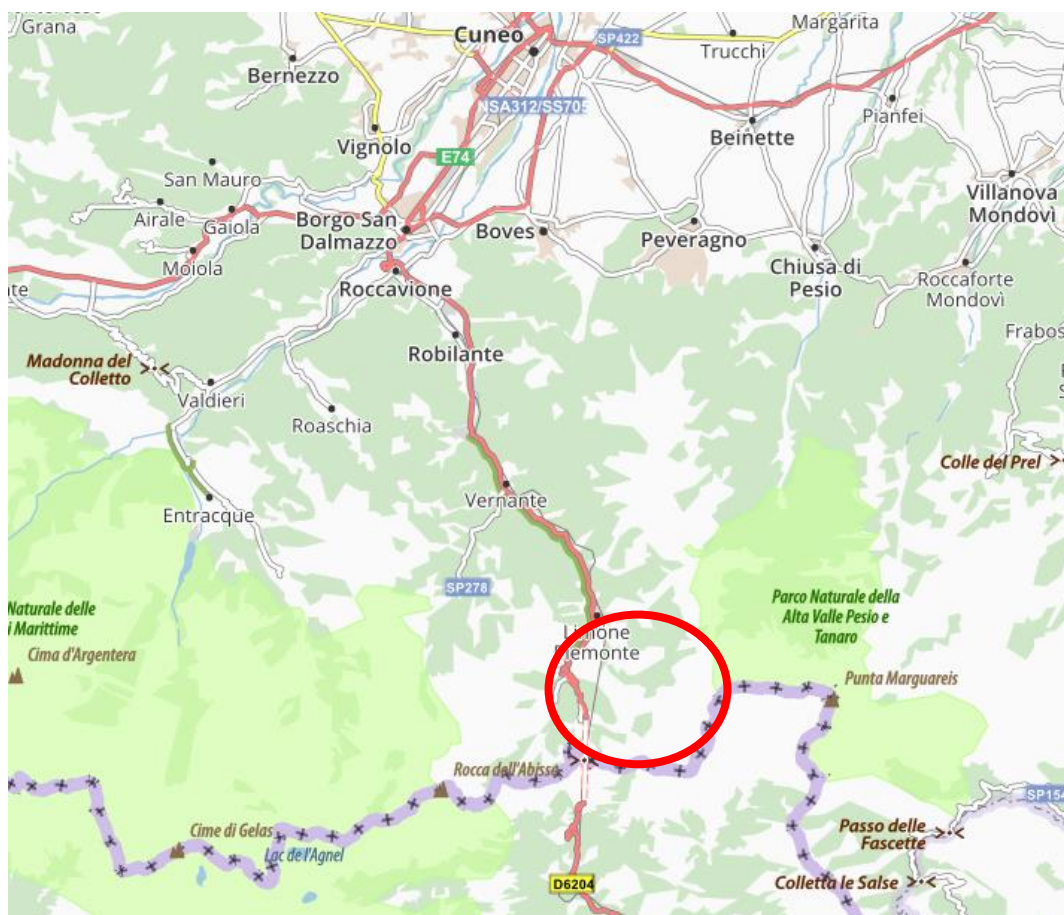 Grana
Cuneo
SP422
Trucchi
Margarita
Bernezzo
NSA312/SS705
Pianfei
Vignolo
Beinette
E74
San Mauro
Villanova
Mondovì
Airale
Gaiola
Borgo San
Dalmazzo
Boves
Peveragno
Moiola
Chiusa di
Pesio
Roccaforte
Mondovì
Roccavione
Frabos
Robilante
Madonna del
Colletto
Valdieri
Roaschia
Colle del Prel
Vernante
Entracque
SP278
Naturale delle
i Marittime
Cima d'Argentera
Limone
Piemonte
Parco Naturale della
Alta Valle Pesio e
Tanaro
Punta Marguareis
Rocca dell'Abisso
SP154
Cime di Gelas
Lac de l'Agnel
Passo delle
Fascette
Colletta le Salse
D6204